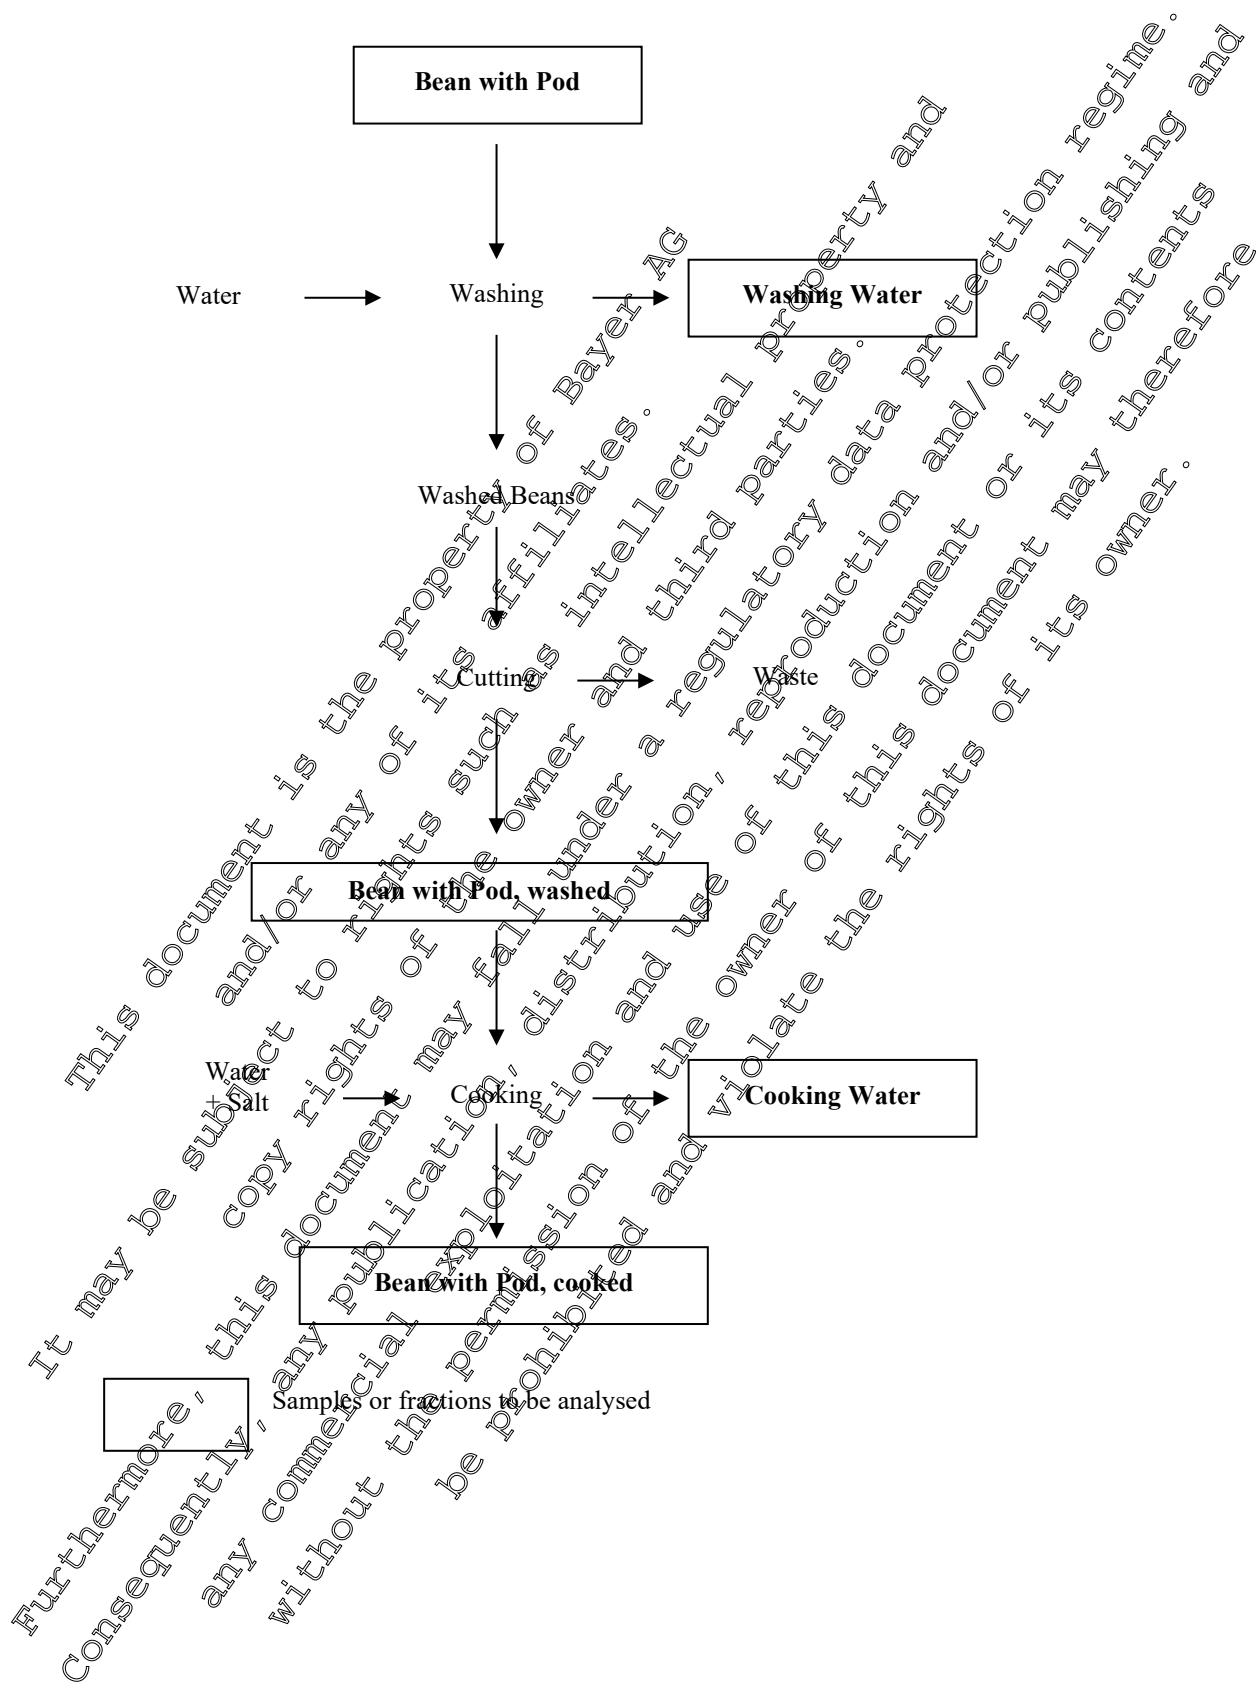 Bean with Pod
Water
Washing
Washing Water
Washed Beans
Cutting
Waste
Bean with Pod, washed
Water
+ Salt
Cooking
Cooking Water
Bean with Pod, cooked
Samples or fractions to be analysed
This document is the property of Bayer AG
and/or any of its affiliates.
It may be subject to rights such as intellectual property and
copy rights of the owner and third parties.
Furthermore, this document may fall under a regulatory data protection regime.
Consequently, any publication, distribution, reproduction and/or publishing and
any commercial exploitation and use of this document or its contents
without the permission of the owner of this document may therefore
be prohibited and violate the rights of its owner.